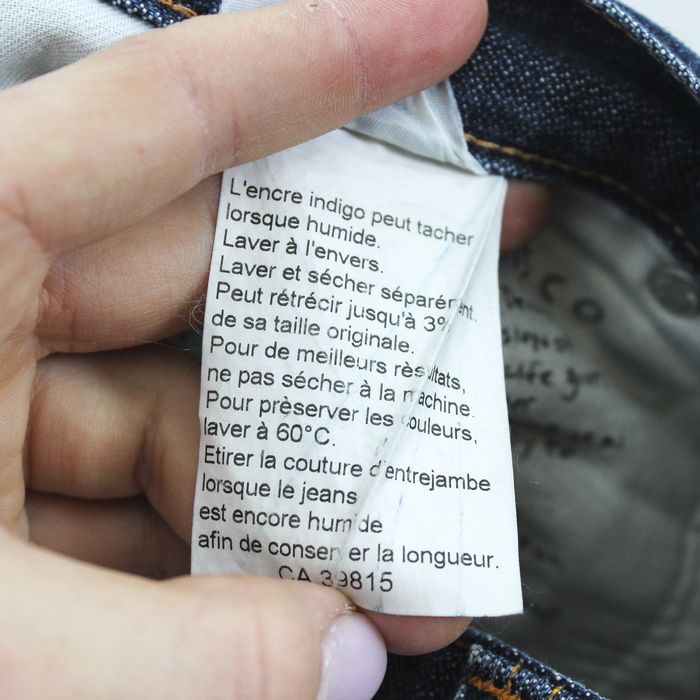 L'encre indigo peut tacher
lorsque humide.
Laver à l'envers.
Laver et sécher séparément.
Peut rétrécir jusqu'à 3%
de sa taille originale.
Pour de meilleurs rèsultats,
ne pas sécher à la machine.
Pour prèserver les couleurs,
laver à 60°C.
Etirer la couture d'entrejambe
lorsque le jeans
est encore humide
afin de conserver la longueur.
CA 39815